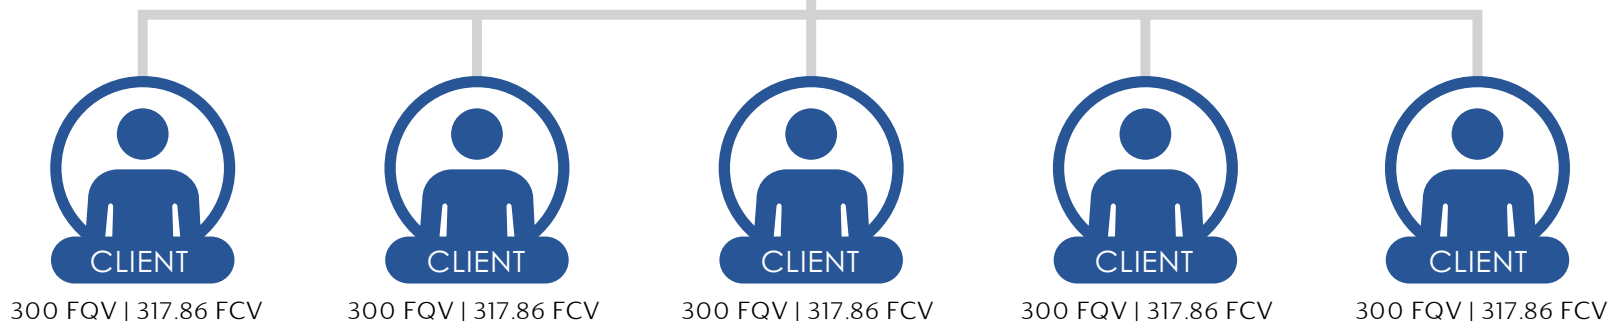 CLIENT CLIENT CLIENT CLIENT CLIENT
300 FQV | 317.86 FCV 300 FQV | 317.86 FCV 300 FQV | 317.86 FCV 300 FQV | 317.86 FCV 300 FQV | 317.86 FCV